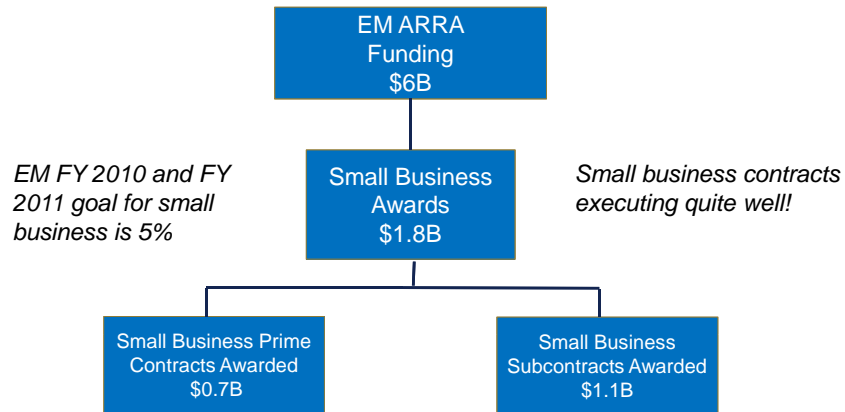 EM ARRA
Funding
$6B
EM FY 2010 and FY
2011 goal for small
business is 5%
Small Business
Awards
$1.8B
Small business contracts
executing quite well!
Small Business Prime
Contracts Awarded
$0.7B
Small Business
Subcontracts Awarded
$1.1B